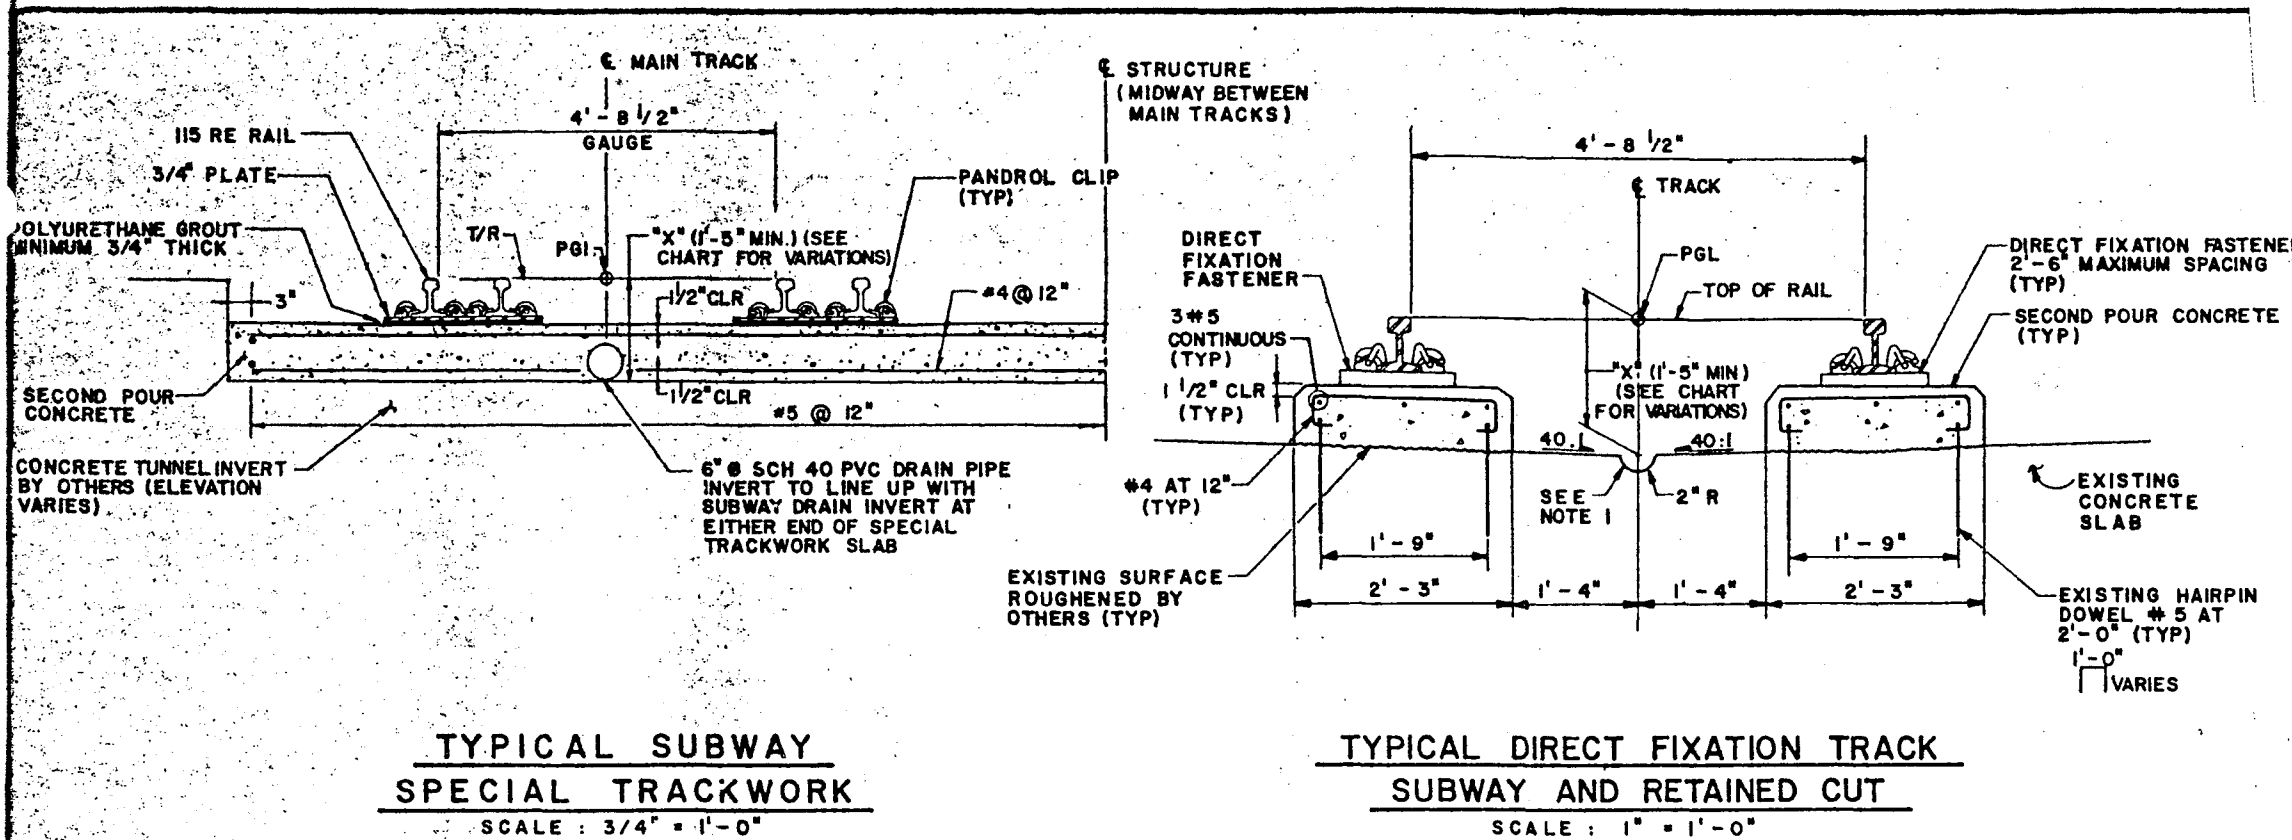 ℄ MAIN TRACK
4'-8 1/2"
GAUGE
℄ STRUCTURE
(MIDWAY BETWEEN
MAIN TRACKS)
115 RE RAIL
3/4" PLATE
POLYURETHANE GROUT
MINIMUM 3/4" THICK
T/R
PGL
"X" (1'-5" MIN.) (SEE
CHART FOR VARIATIONS)
PANDROL CLIP
(TYP)
3"
1 1/2" CLR
#4 @ 12"
SECOND POUR
CONCRETE
1 1/2" CLR
#5 @ 12"
CONCRETE TUNNEL INVERT
BY OTHERS (ELEVATION
VARIES)
6" Ø SCH 40 PVC DRAIN PIPE
INVERT TO LINE UP WITH
SUBWAY DRAIN INVERT AT
EITHER END OF SPECIAL
TRACKWORK SLAB
TYPICAL SUBWAY
SPECIAL TRACKWORK
SCALE : 3/4" = 1'-0"
4'-8 1/2"
℄ TRACK
DIRECT
FIXATION
FASTENER
PGL
TOP OF RAIL
DIRECT FIXATION FASTENE
2'-6" MAXIMUM SPACING
(TYP)
SECOND POUR CONCRETE
(TYP)
3#5
CONTINUOUS
(TYP)
1 1/2" CLR
(TYP)
"X" (1'-5" MIN)
(SEE CHART
FOR VARIATIONS)
40:1
40:1
#4 AT 12"
(TYP)
SEE
NOTE 1
2" R
EXISTING
CONCRETE
SLAB
1'-9"
1'-9"
EXISTING SURFACE
ROUGHENED BY
OTHERS (TYP)
2'-3"
1'-4"
1'-4"
2'-3"
EXISTING HAIRPIN
DOWEL #5 AT
2'-0" (TYP)
1'-0"
VARIES
TYPICAL DIRECT FIXATION TRACK
SUBWAY AND RETAINED CUT
SCALE : 1" = 1'-0"